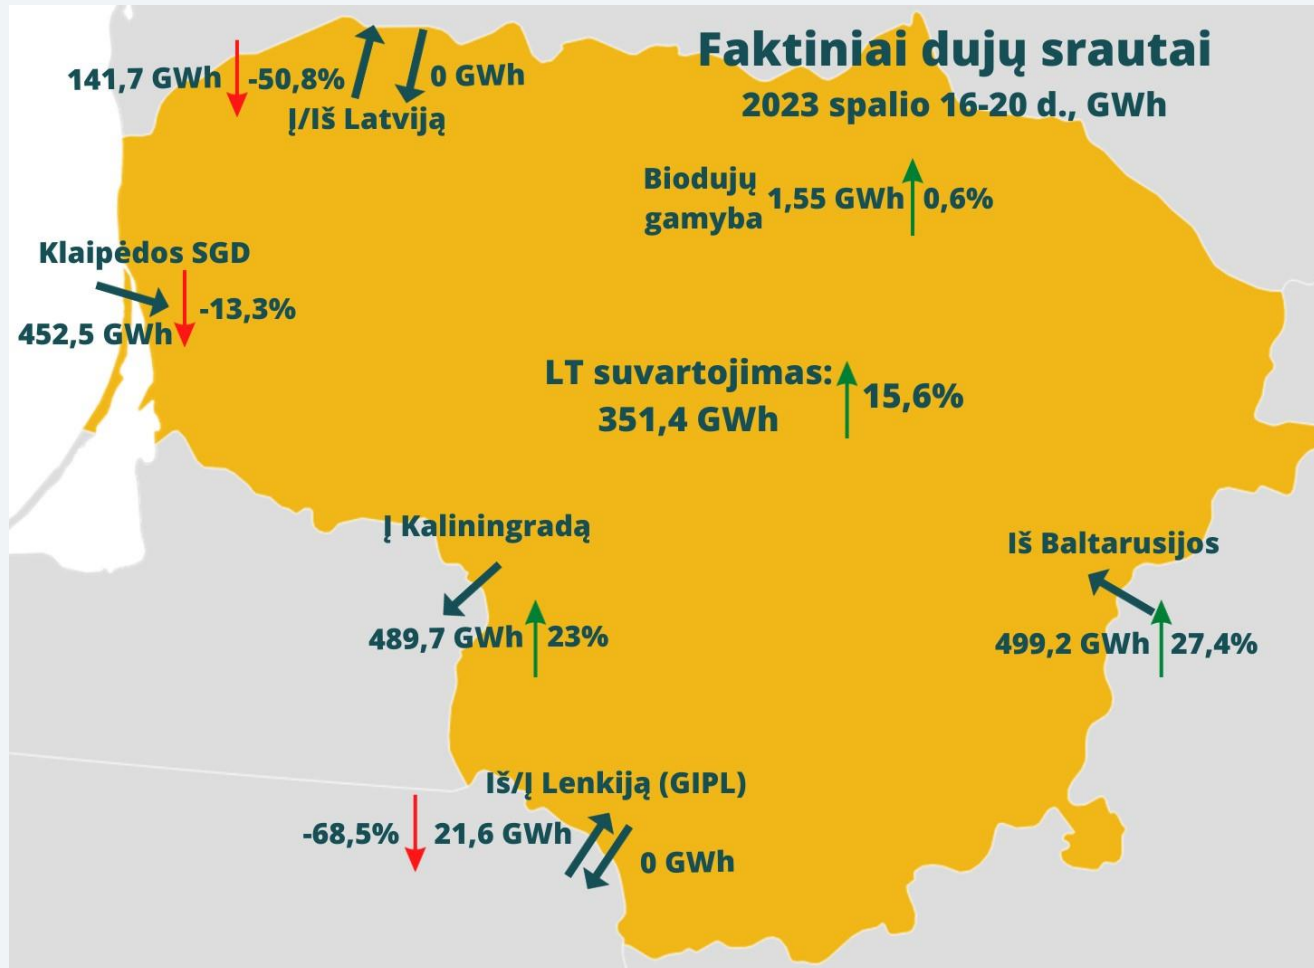 Faktiniai dujų srautai
2023 spalio 16-20 d., GWh
141,7 GWh -50,8% 0 GWh
Į/Iš Latviją
Biodujų
gamyba 1,55 GWh 0,6%
Klaipėdos SGD
-13,3%
452,5 GWh
LT suvartojimas:
351,4 GWh 15,6%
Į Kaliningradą
489,7 GWh 23%
Iš Baltarusijos
499,2 GWh 27,4%
Iš/Į Lenkiją (GIPL)
-68,5% 21,6 GWh
0 GWh